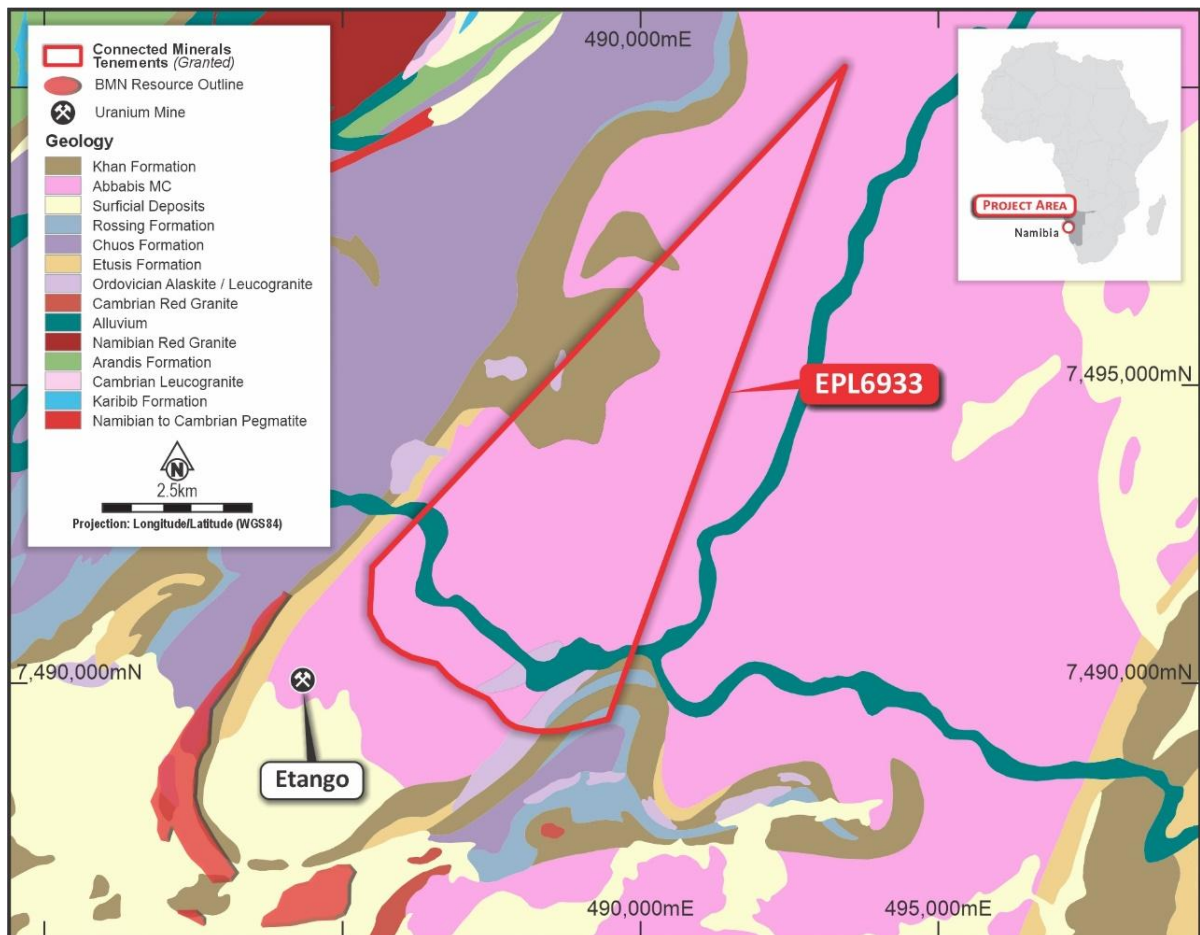 Connected Minerals
Tenements (Granted)
BMN Resource Outline
Uranium Mine
Geology
Khan Formation
Abbabis MC
Surficial Deposits
Rossing Formation
Chuos Formation
Etusis Formation
Ordovician Alaskite / Leucogranite
Cambrian Red Granite
Alluvium
Namibian Red Granite
Arandis Formation
Cambrian Leucogranite
Karibib Formation
Namibian to Cambrian Pegmatite
N
2.5km
Projection: Longitude/Latitude (WGS84)
490,000mE
PROJECT AREA
Namibia
7,495,000mN
EPL6933
7,490,000mN
7,490,000mN
Etango
490,000mE
495,000mE